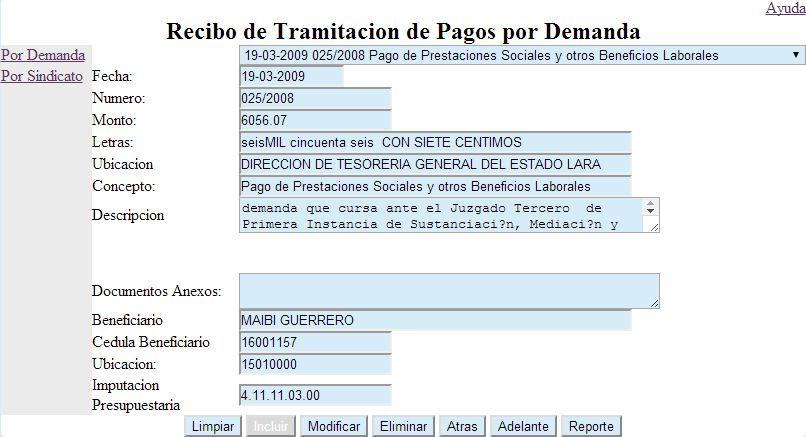 Ayuda
Recibo de Tramitacion de Pagos por Demanda
Por Demanda
Por Sindicato
19-03-2009 025/2008 Pago de Prestaciones Sociales y otros Beneficios Laborales
Fecha: 19-03-2009
Numero: 025/2008
Monto: 6056.07
Letras: seisMIL cincuenta seis CON SIETE CENTIMOS
Ubicacion DIRECCION DE TESORERIA GENERAL DEL ESTADO LARA
Concepto: Pago de Prestaciones Sociales y otros Beneficios Laborales
Descripcion demanda que cursa ante el Juzgado Tercero de
Primera Instancia de Sustanciaci?n, Mediaci?n y
Documentos Anexos:
Beneficiario MAIBI GUERRERO
Cedula Beneficiario 16001157
Ubicacion: 15010000
Imputacion
Presupuestaria 4.11.11.03.00
Limpiar Incluir Modificar Eliminar Atras Adelante Reporte